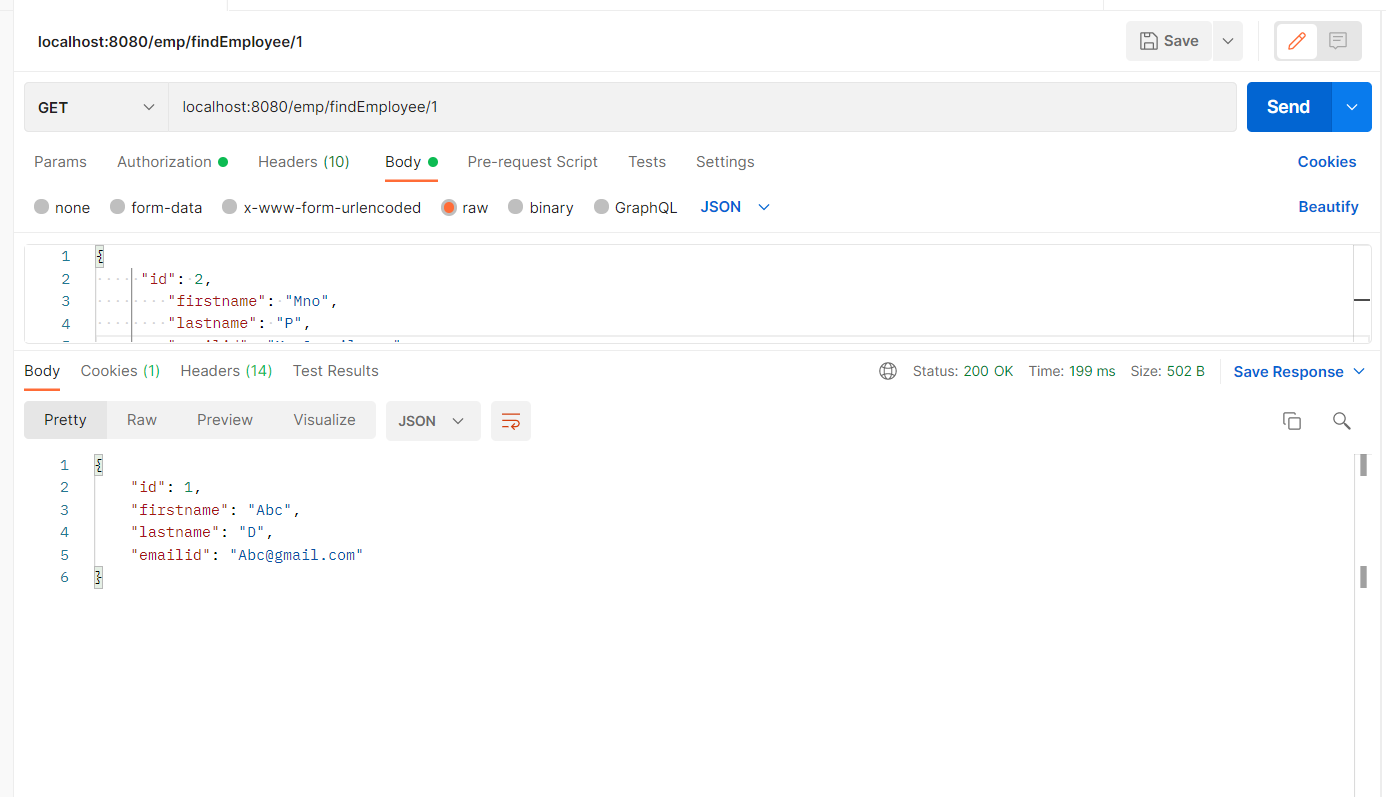 localhost:8080/emp/findEmployee/1 Save
GET localhost:8080/emp/findEmployee/1 Send
Params Authorization Headers (10) Body Pre-request Script Tests Settings Cookies
none form-data x-www-form-urlencoded raw binary GraphQL JSON Beautify
1 {
2 "id": 2,
3 "firstname": "Mno",
4 "lastname": "P",
Body Cookies (1) Headers (14) Test Results Status: 200 OK Time: 199 ms Size: 502 B Save Response
Pretty Raw Preview Visualize JSON
1 {
2 "id": 1,
3 "firstname": "Abc",
4 "lastname": "D",
5 "emailid": "Abc@gmail.com"
6 }